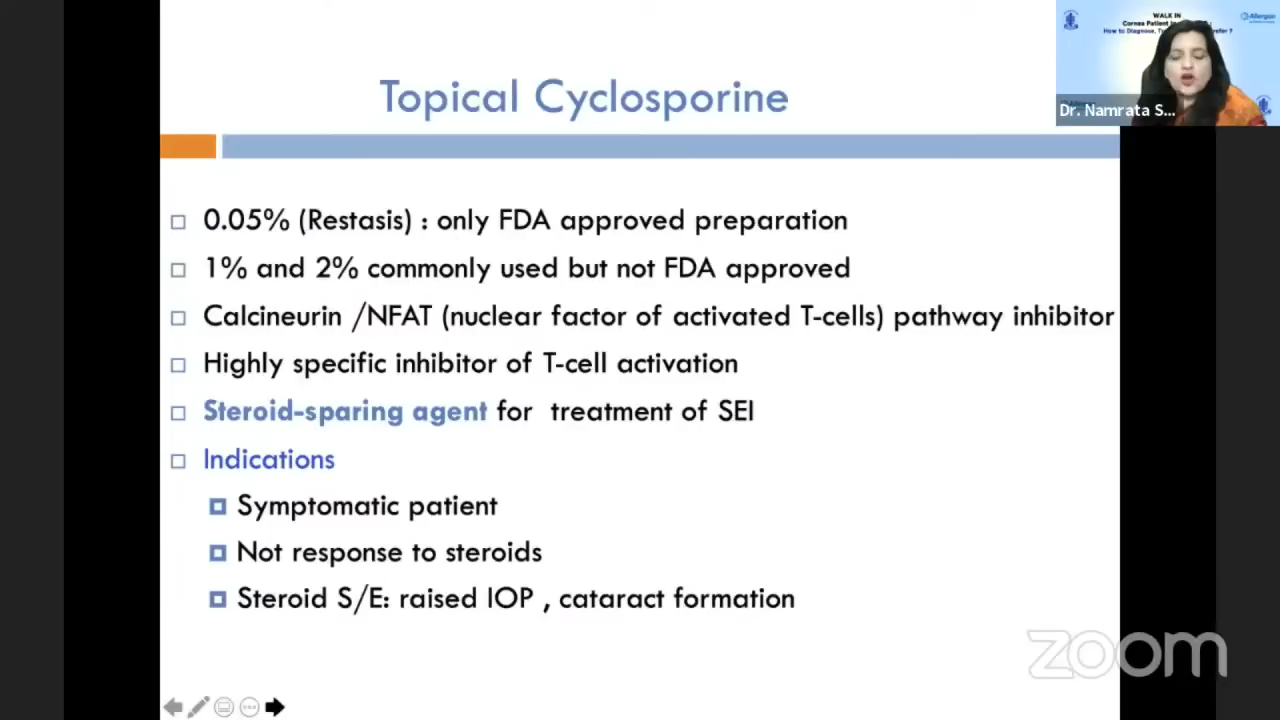 Topical Cyclosporine
0.05% (Restasis) : only FDA approved preparation
1% and 2% commonly used but not FDA approved
Calcineurin /NFAT (nuclear factor of activated T-cells) pathway inhibitor
Highly specific inhibitor of T-cell activation
Steroid-sparing agent for treatment of SEI
Indications
Symptomatic patient
Not response to steroids
Steroid S/E: raised IOP , cataract formation
WALK IN
Allergan
Cornea Patient
How to Diagnose,
Dr. Namrata S...
zoom